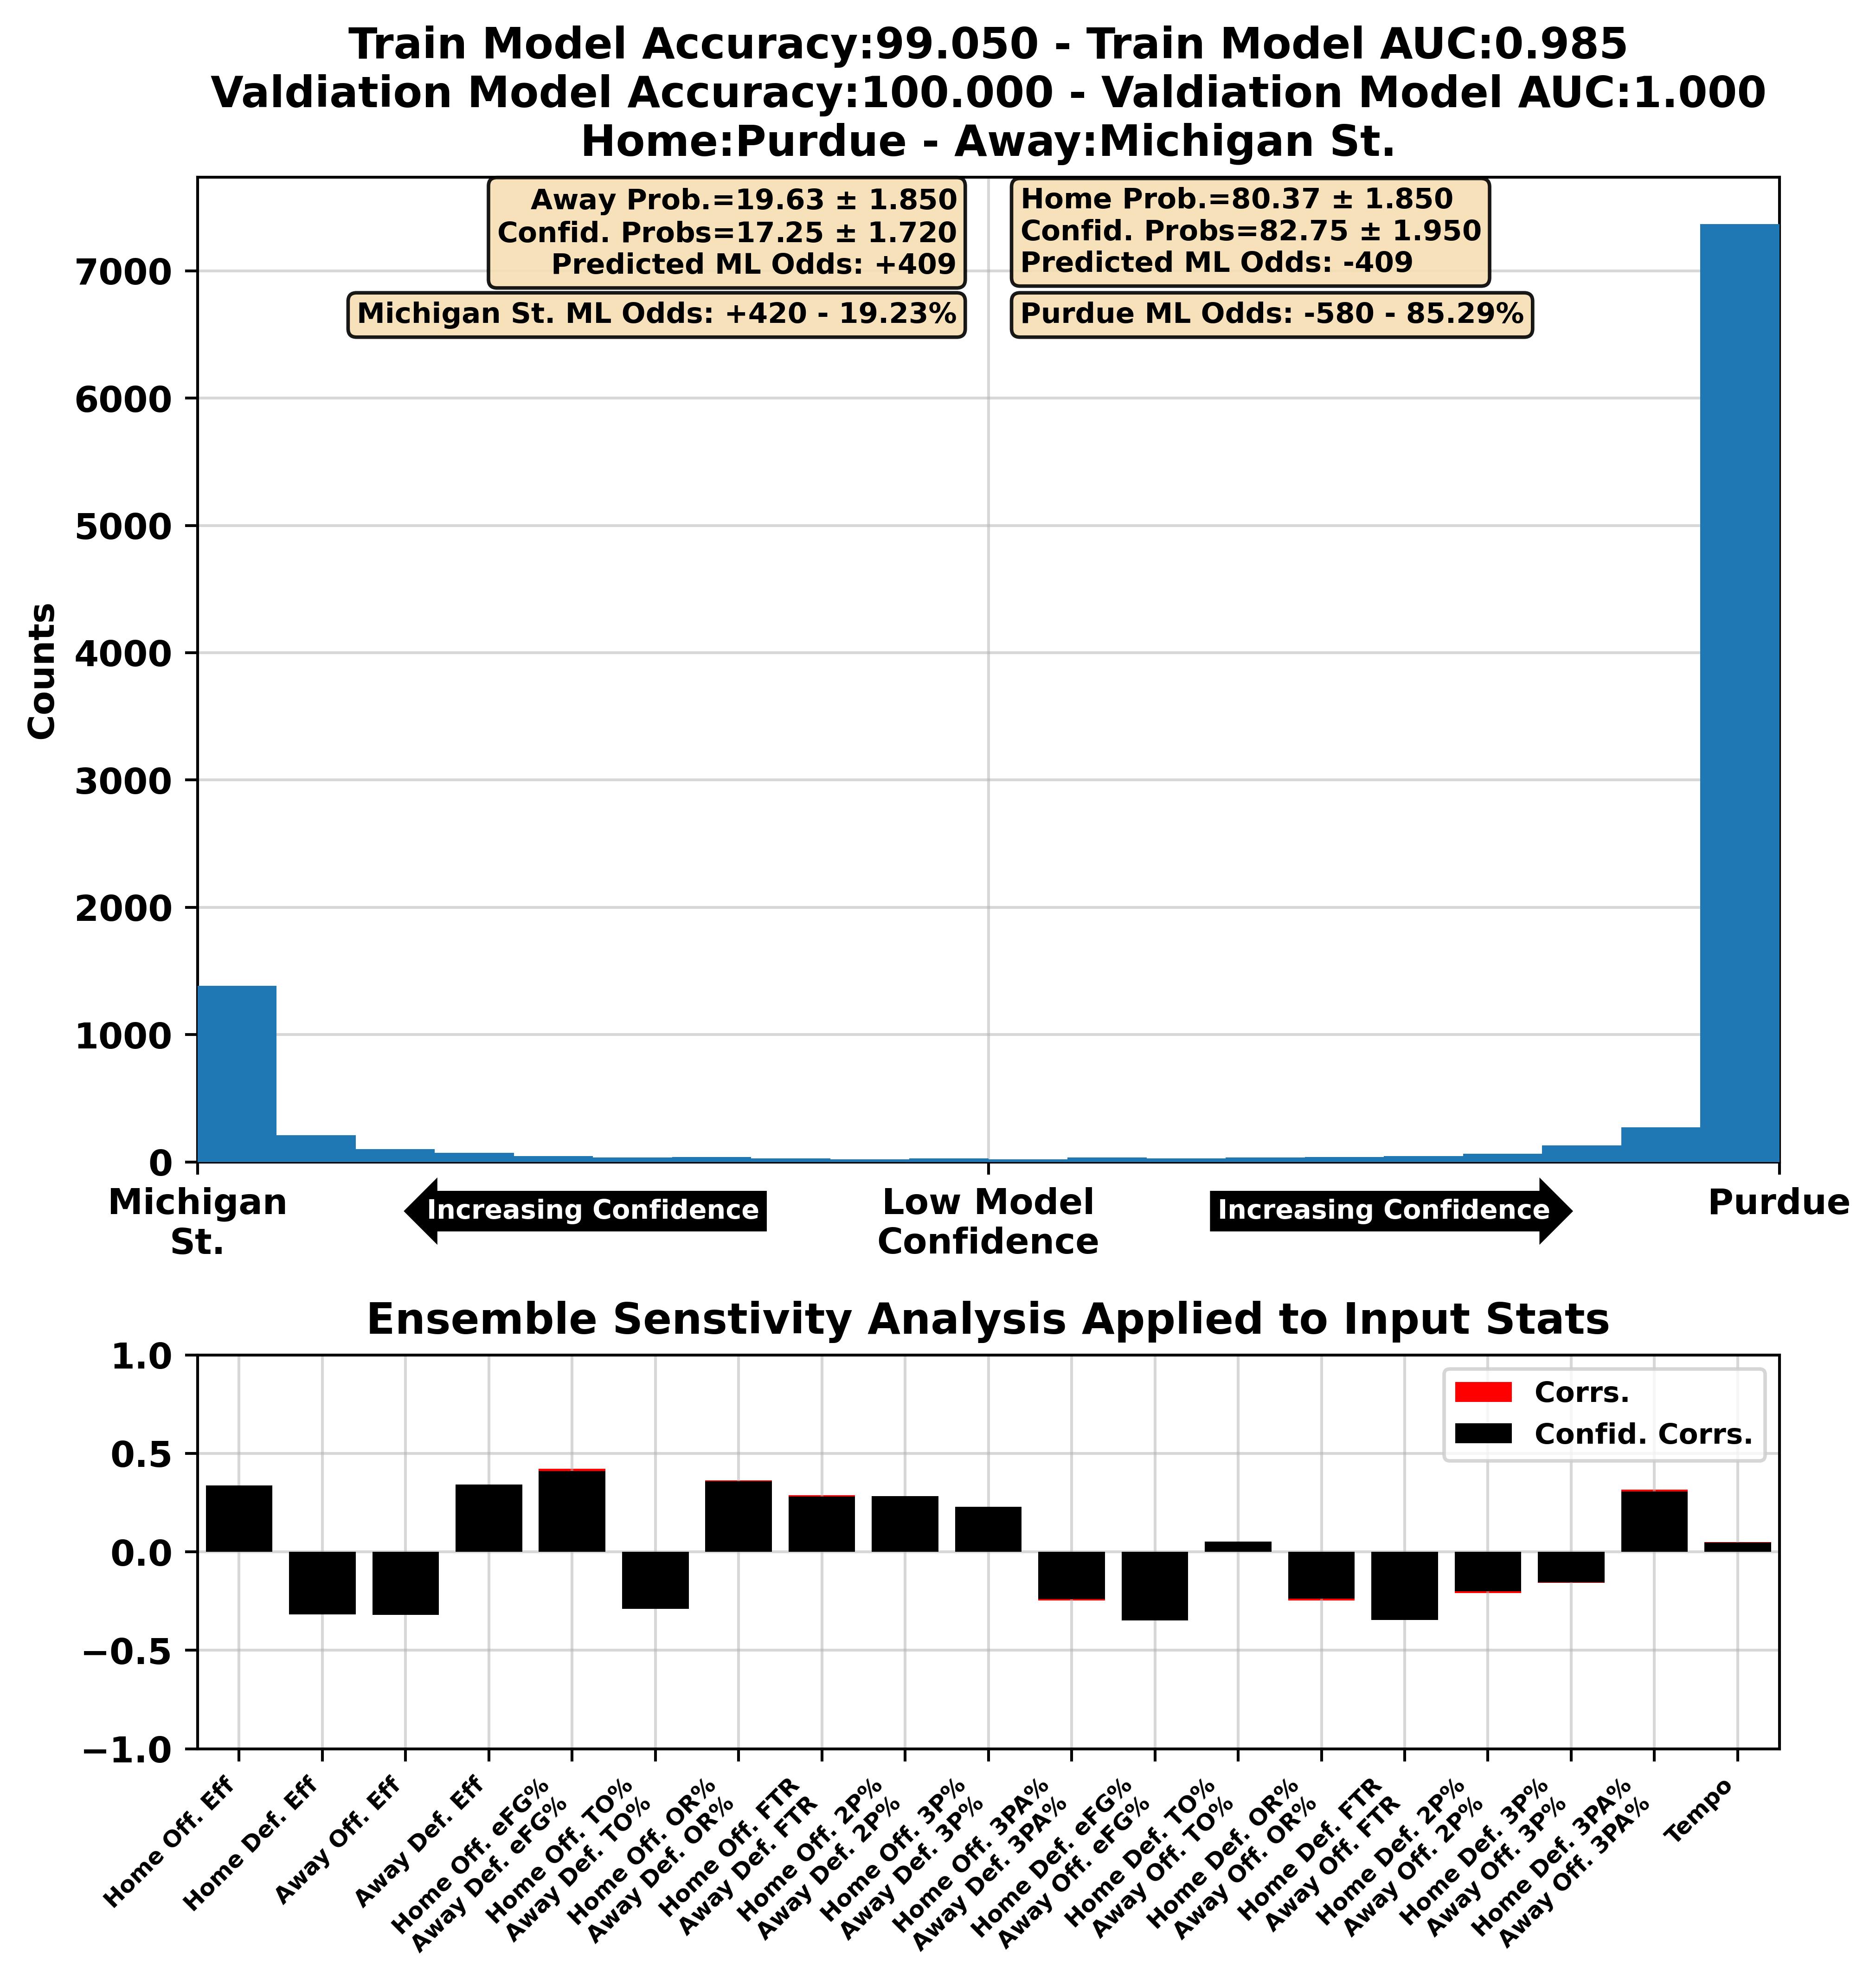 Train Model Accuracy:99.050 - Train Model AUC:0.985
Valdiation Model Accuracy:100.000 - Valdiation Model AUC:1.000
Home:Purdue - Away:Michigan St.
Away Prob.=19.63 ± 1.850
Confid. Probs=17.25 ± 1.720
Predicted ML Odds: +409
Home Prob.=80.37 ± 1.850
Confid. Probs=82.75 ± 1.950
Predicted ML Odds: -409
Michigan St. ML Odds: +420 - 19.23%
Purdue ML Odds: -580 - 85.29%
Counts
7000
6000
5000
4000
3000
2000
1000
0
Michigan
St.
Increasing Confidence
Low Model
Confidence
Increasing Confidence
Purdue
Ensemble Senstivity Analysis Applied to Input Stats
Corrs.
Confid. Corrs.
1.0
0.5
0.0
−0.5
−1.0
Home Off. Eff
Home Def. Eff
Away Off. Eff
Away Def. Eff
Home Off. eFG%
Away Def. eFG%
Home Off. TO%
Away Def. TO%
Home Off. OR%
Away Def. OR%
Home Off. FTR
Away Def. FTR
Home Off. 2P%
Away Def. 2P%
Home Off. 3P%
Away Def. 3P%
Home Off. 3PA%
Away Def. 3PA%
Home Def. eFG%
Away Off. eFG%
Home Def. TO%
Away Off. TO%
Home Def. OR%
Away Off. OR%
Home Def. FTR
Away Off. FTR
Home Def. 2P%
Away Off. 2P%
Home Def. 3P%
Away Off. 3P%
Home Def. 3PA%
Away Off. 3PA%
Tempo